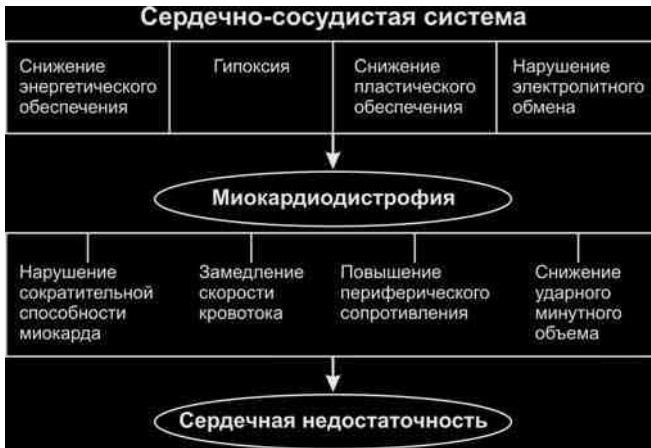 Сердечно-сосудистая система
Снижение
энергетического
обеспечения
Гипоксия
Снижение
пластического
обеспечения
Нарушение
электролитного
обмена
Миокардиодистрофия
Нарушение
сократительной
способности
миокарда
Замедление
скорости
кровотока
Повышение
периферического
сопротивления
Снижение
ударного
минутного
объема
Сердечная недостаточность